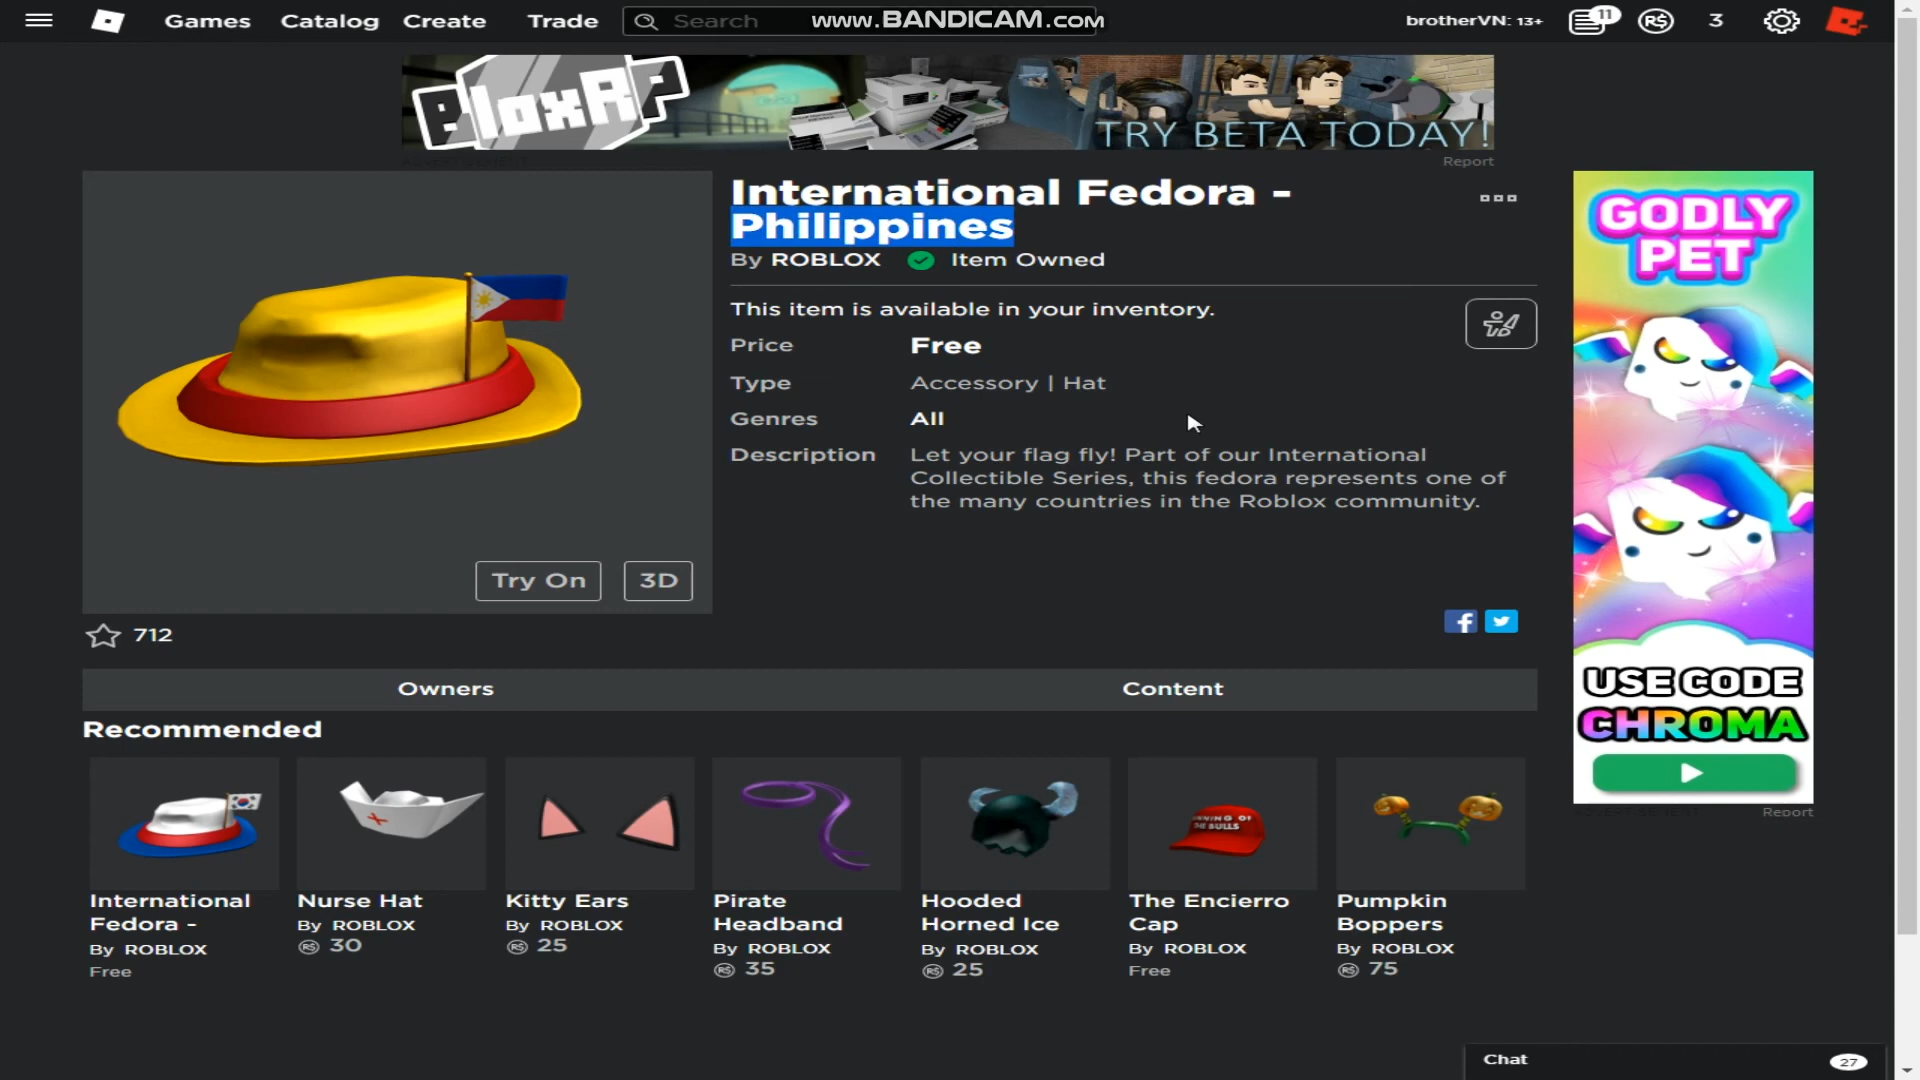 Games Catalog Create Trade Search www.BANDICAM.com brotherVN: 13+ 11 R$ 3
BloxRP
TRY BETA TODAY!
ADVERTISEMENT Report
International Fedora -
Philippines
By ROBLOX Item Owned
This item is available in your inventory.
Price Free
Type Accessory | Hat
Genres All
Description Let your flag fly! Part of our International
Collectible Series, this fedora represents one of
the many countries in the Roblox community.
Try On 3D
712
Owners Content
Recommended
International
Fedora -
By ROBLOX
Free
Nurse Hat
By ROBLOX
R$ 30
Kitty Ears
By ROBLOX
R$ 25
Pirate
Headband
By ROBLOX
R$ 35
Hooded
Horned Ice
By ROBLOX
R$ 25
THE BULLS
The Encierro
Cap
By ROBLOX
Free
Pumpkin
Boppers
By ROBLOX
R$ 75
GODLY
PET
USE CODE
CHROMA
ADVERTISEMENT Report
Chat 27